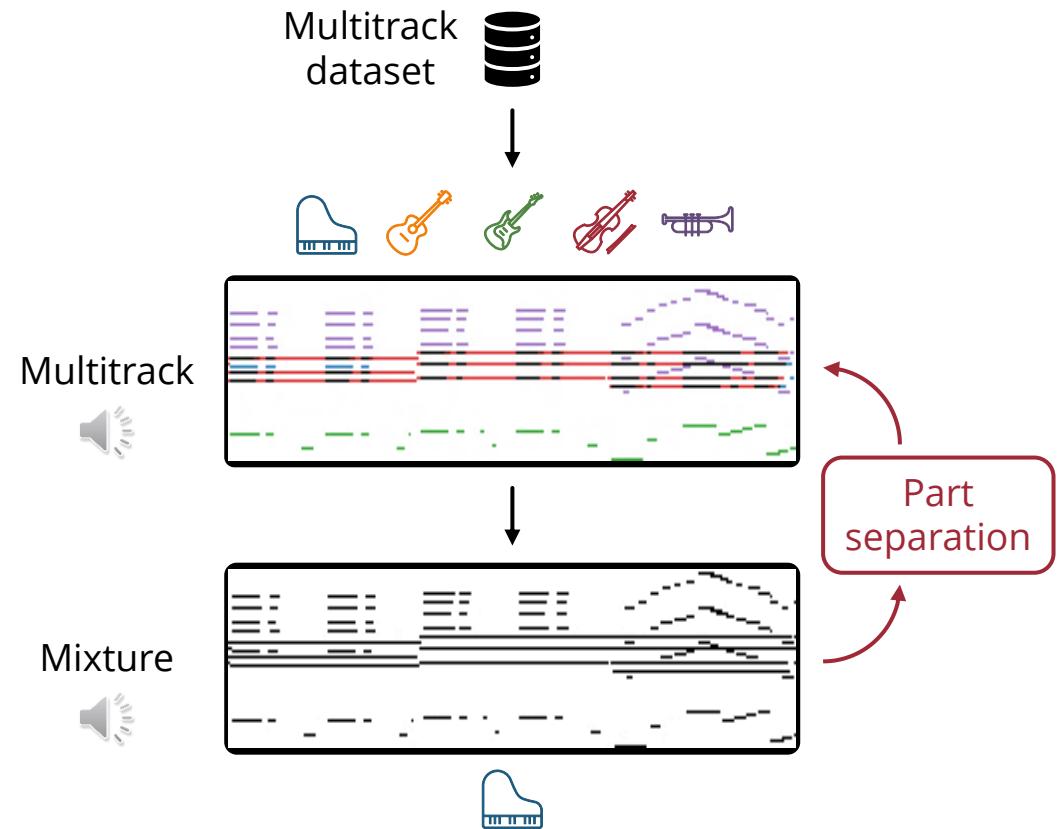 Multitrack
dataset
Multitrack
Part
separation
Mixture